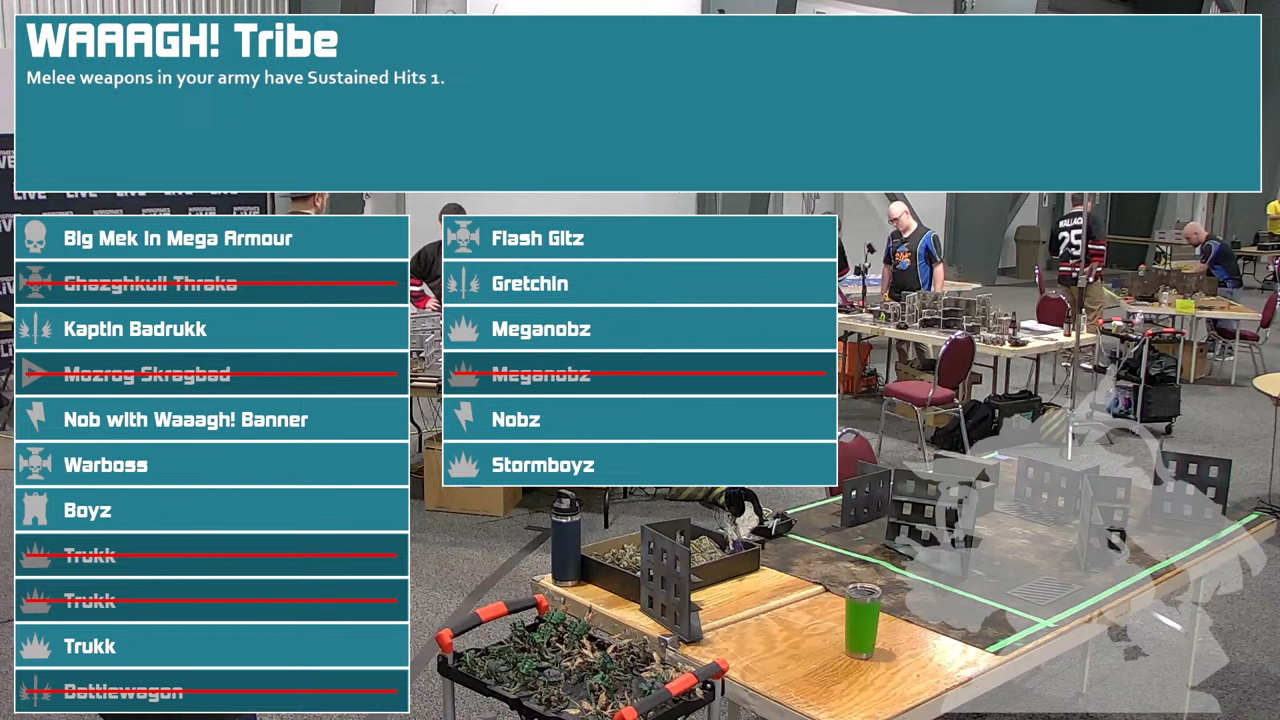 WAAAGH! Tribe
Melee weapons in your army have Sustained Hits 1.
Big Mek in Mega Armour
Ghazghkull Thraka
Kaptin Badrukk
Mozrog Skragbad
Nob with Waaagh! Banner
Warboss
Boyz
Trukk
Trukk
Trukk
Battlewagon
Flash Gitz
Gretchin
Meganobz
Meganobz
Nobz
Stormboyz
LIVE
WALLACE
25